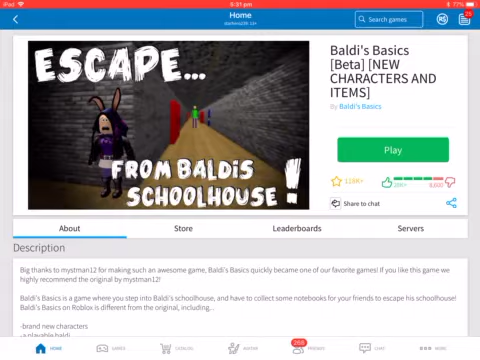 iPad
5:31 pm
77%
Home
Search games
R$
25
ESCAPE...
FROM BALDiS
SCHOOLHOUSE !
Baldi's Basics
[Beta] [NEW
CHARACTERS AND
ITEMS]
By Baldi's Basics
Play
Share to chat
About
Store
Leaderboards
Servers
Description
Big thanks to mystman12 for making such an awesome game, Baldi's Basics quickly became one of our favorite games! If you like this game we
highly recommend the original by mystman12!
Baldi's Basics is a game where you step into Baldi's schoolhouse, and have to collect some notebooks for your friends to escape his schoolhouse!
Baldi's Basics on Roblox is different from the original, including...
-brand new characters
-a playable baldi
HOME
GAMES
CATALOG
AVATAR
268
FRIENDS
CHAT
MORE